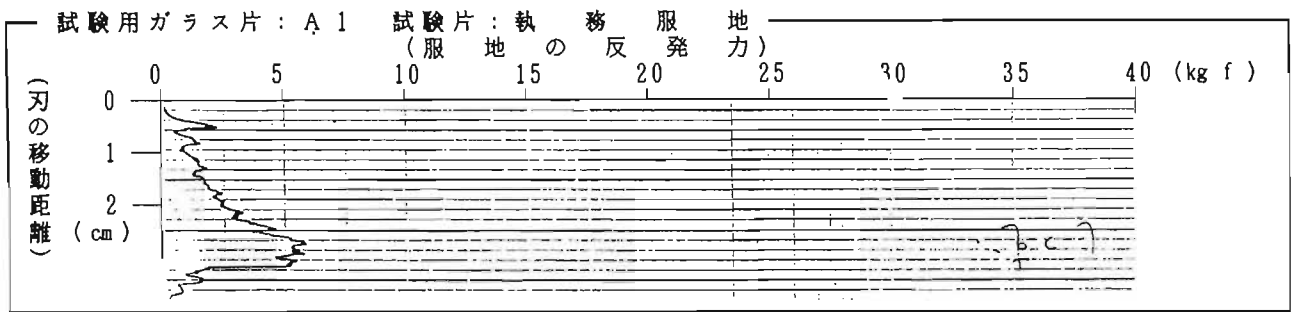 試験用ガラス片：A1　試験片：執務服地
（服地の反発力）
0 5 10 15 20 25 30 35 40 (kgf)
（刃の移動距離）
0
1
2
(cm)